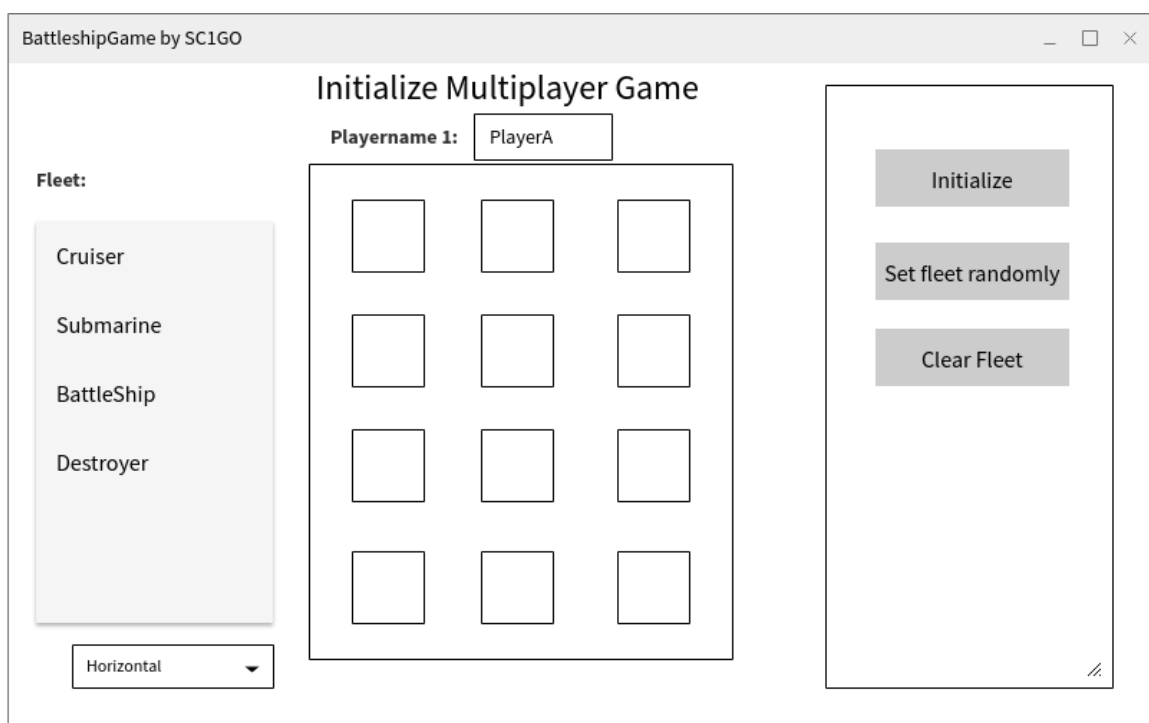 BattleshipGame by SC1GO
Initialize Multiplayer Game
Playername 1: PlayerA
Fleet:
Cruiser
Submarine
BattleShip
Destroyer
Horizontal
Initialize
Set fleet randomly
Clear Fleet